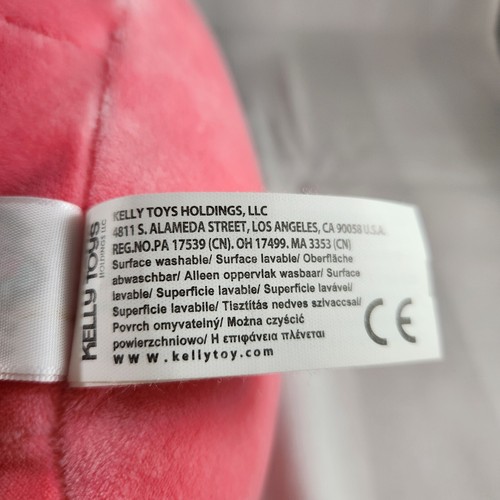 KELLY TOYS
HOLDINGS LLC
KELLY TOYS HOLDINGS, LLC
4811 S. ALAMEDA STREET, LOS ANGELES, CA 90058 U.S.A.
REG.NO.PA 17539 (CN). OH 17499. MA 3353 (CN)
Surface washable/ Surface lavable/ Oberfläche
abwaschbar/ Alleen oppervlak wasbaar/ Surface
lavable/ Superficie lavable/ Superfície lavável/
Superficie lavabile/ Tlsztítás nedves szivaccsal/
Povrch omyvatelný/ Można czyścić
powierzchniowo/ Η επιφάνεια πλένεται
www.kellytoy.com
CE